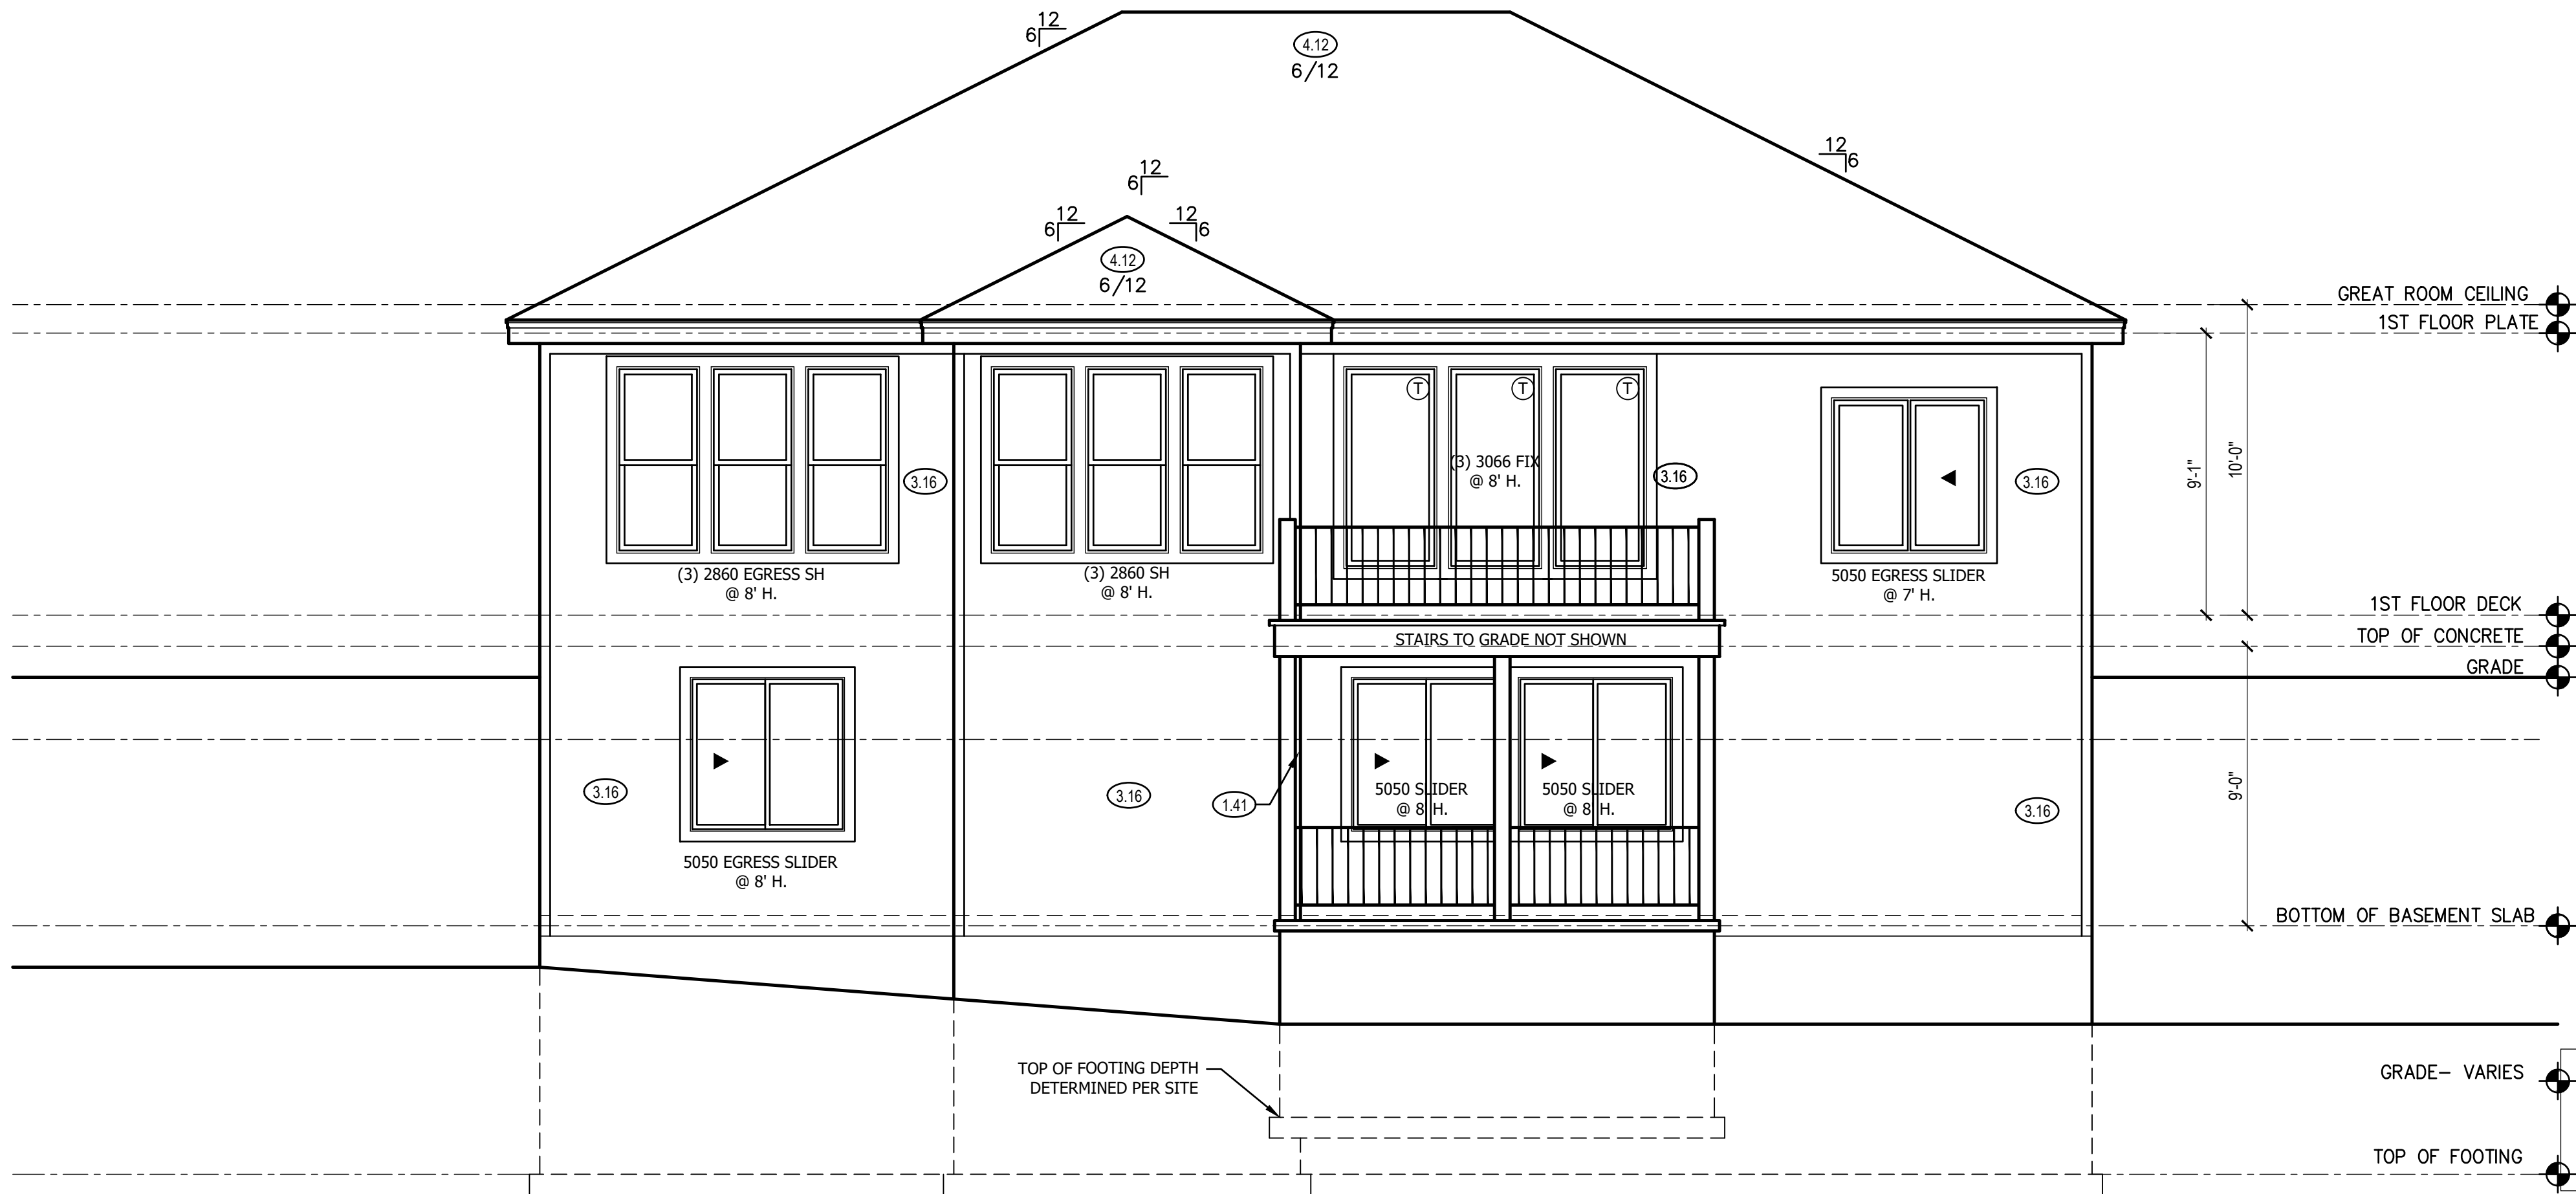 12
6
4.12
6/12
12
6
12
6
12
6
12
6
4.12
6/12
GREAT ROOM CEILING
1ST FLOOR PLATE
T
T
T
(3) 3066 FIX
@ 8' H.
3.16
3.16
3.16
9'-1"
10'-0"
(3) 2860 EGRESS SH
@ 8' H.
(3) 2860 SH
@ 8' H.
5050 EGRESS SLIDER
@ 7' H.
1ST FLOOR DECK
STAIRS TO GRADE NOT SHOWN
TOP OF CONCRETE
GRADE
3.16
3.16
1.41
5050 SLIDER
@ 8' H.
5050 SLIDER
@ 8' H.
3.16
9'-0"
5050 EGRESS SLIDER
@ 8' H.
BOTTOM OF BASEMENT SLAB
TOP OF FOOTING DEPTH
DETERMINED PER SITE
GRADE- VARIES
TOP OF FOOTING